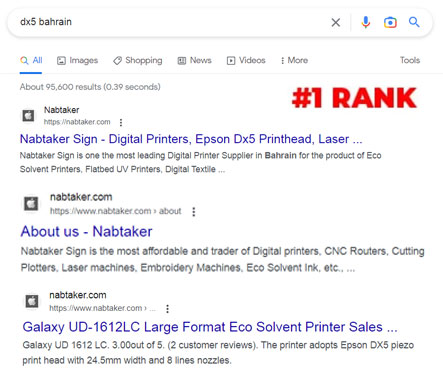 dx5 bahrain
All Images Shopping News Videos More Tools
About 95,600 results (0.39 seconds)
#1 RANK
Nabtaker
https://nabtaker.com
Nabtaker Sign - Digital Printers, Epson Dx5 Printhead, Laser ...
Nabtaker Sign is one the most leading Digital Printer Supplier in Bahrain for the product of Eco
Solvent Printers, Flatbed UV Printers, Digital Textile ...
nabtaker.com
https://www.nabtaker.com › about
About us - Nabtaker
Nabtaker Sign is the most affordable and trader of Digital printers, CNC Routers, Cutting
Plotters, Laser machines, Embroidery Machines, Eco Solvent Ink, etc., ...
nabtaker.com
https://www.nabtaker.com › ...
Galaxy UD-1612LC Large Format Eco Solvent Printer Sales ...
Galaxy UD 1612 LC. 3.00out of 5. (2 customer reviews). The printer adopts Epson DX5 piezo
print head with 24.5mm width and 8 lines nozzles.